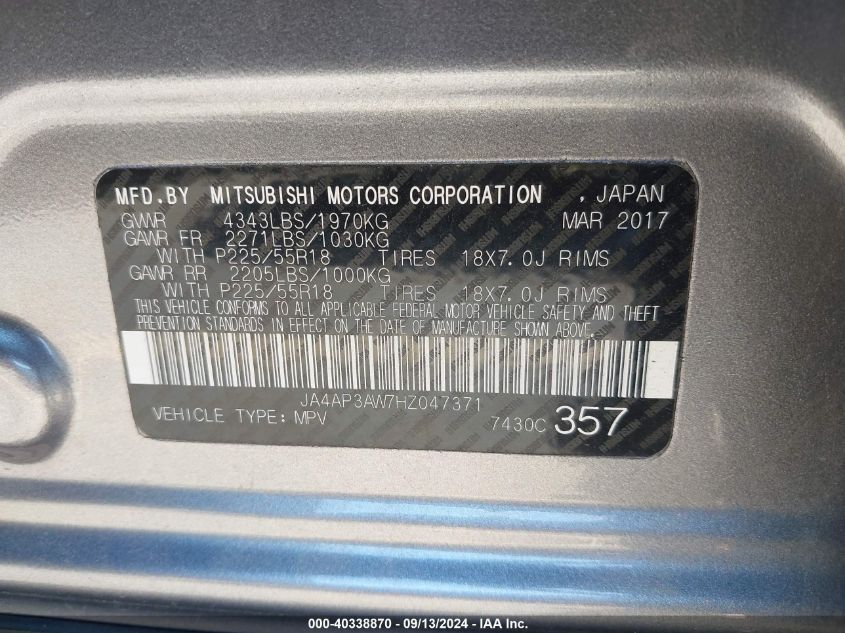 MFD.BY MITSUBISHI MOTORS CORPORATION , JAPAN
GVWR 4343LBS/1970KG MAR 2017
GAWR FR 2271LBS/1030KG
WITH P225/55R18 TIRES 18X7.0J RIMS
GAWR RR 2205LBS/1000KG
WITH P225/55R18 TIRES 18X7.0J RIMS
THIS VEHICLE CONFORMS TO ALL APPLICABLE FEDERAL MOTOR VEHICLE SAFETY AND THEFT
PREVENTION STANDARDS IN EFFECT ON THE DATE OF MANUFACTURE SHOWN ABOVE.
JA4AP3AW7HZ047371
VEHICLE TYPE: MPV 7430C 357
000-40338870 - 09/13/2024 - IAA Inc.